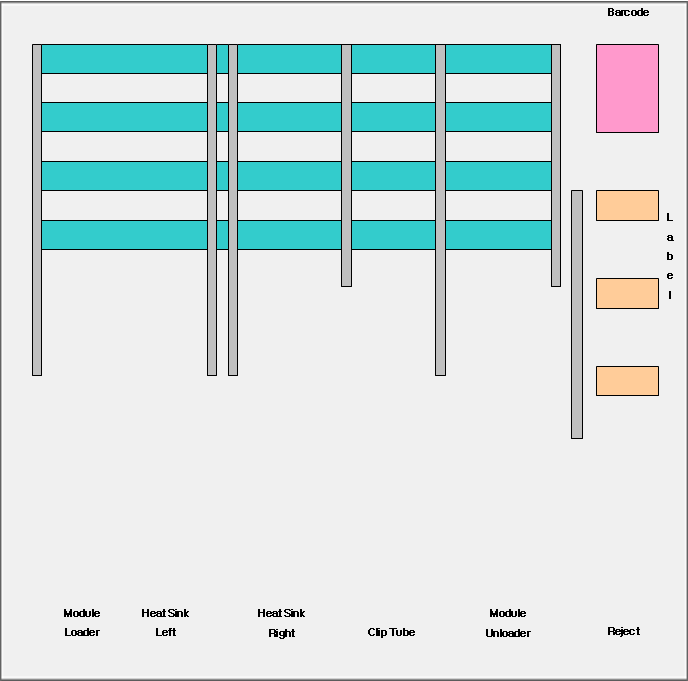 Barcode
L
a
b
e
l
Module
Loader
Heat Sink
Left
Heat Sink
Right
Clip Tube
Module
Unloader
Reject